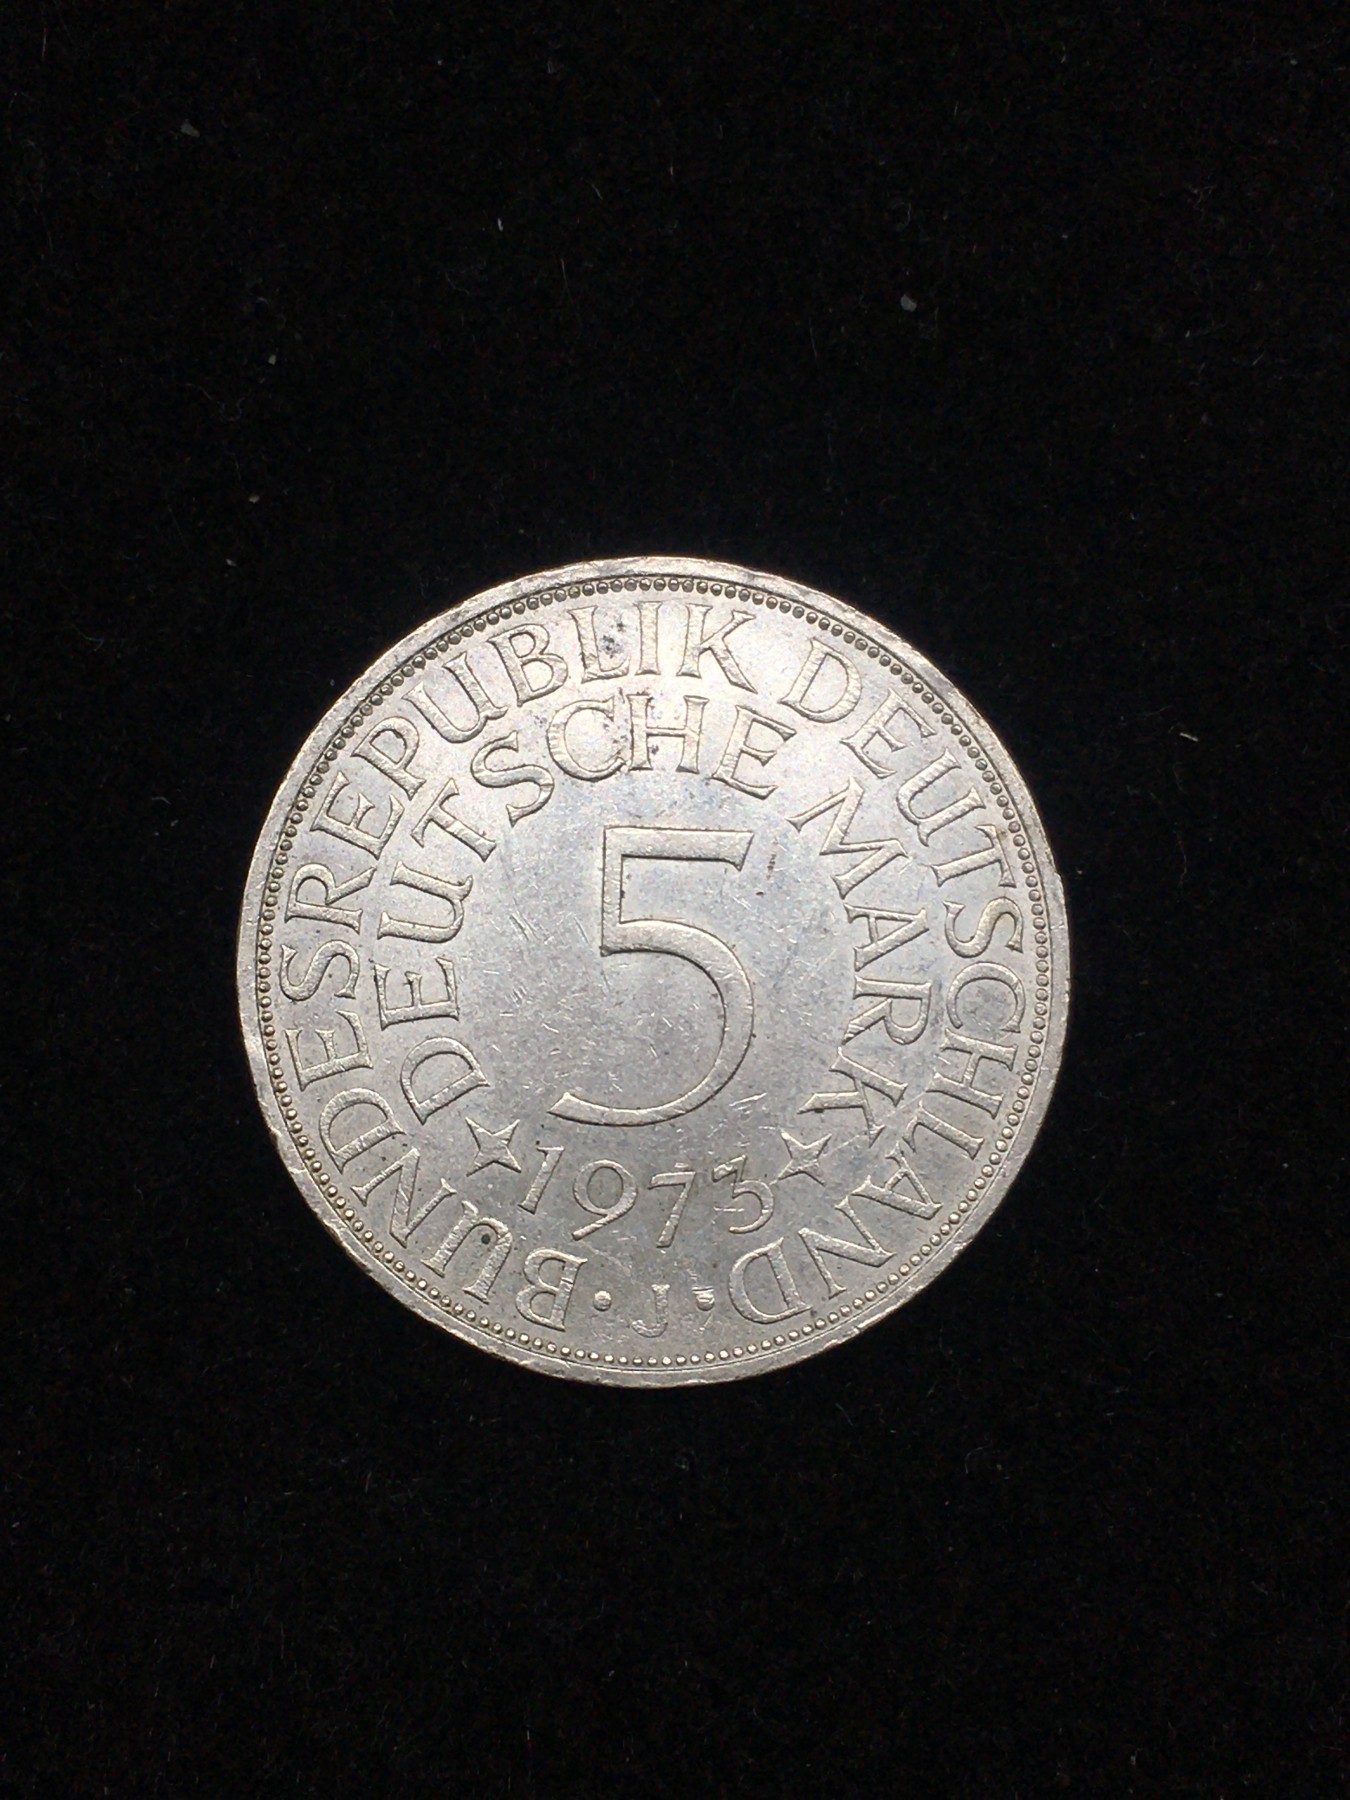 BUNDESREPUBLIK DEUTSCHLAND
DEUTSCHE MARK
5
1973
· J ·